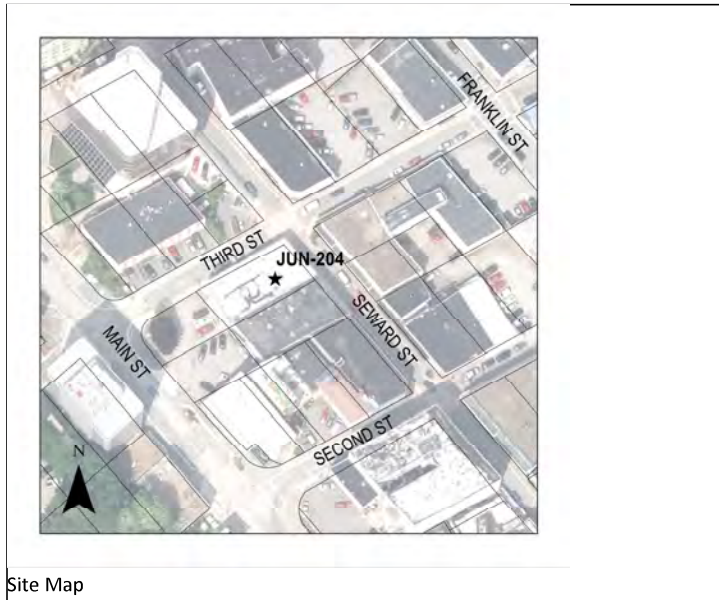 FRANKLIN ST
THIRD ST
JUN-204
SEWARD ST
MAIN ST
SECOND ST
N
Site Map